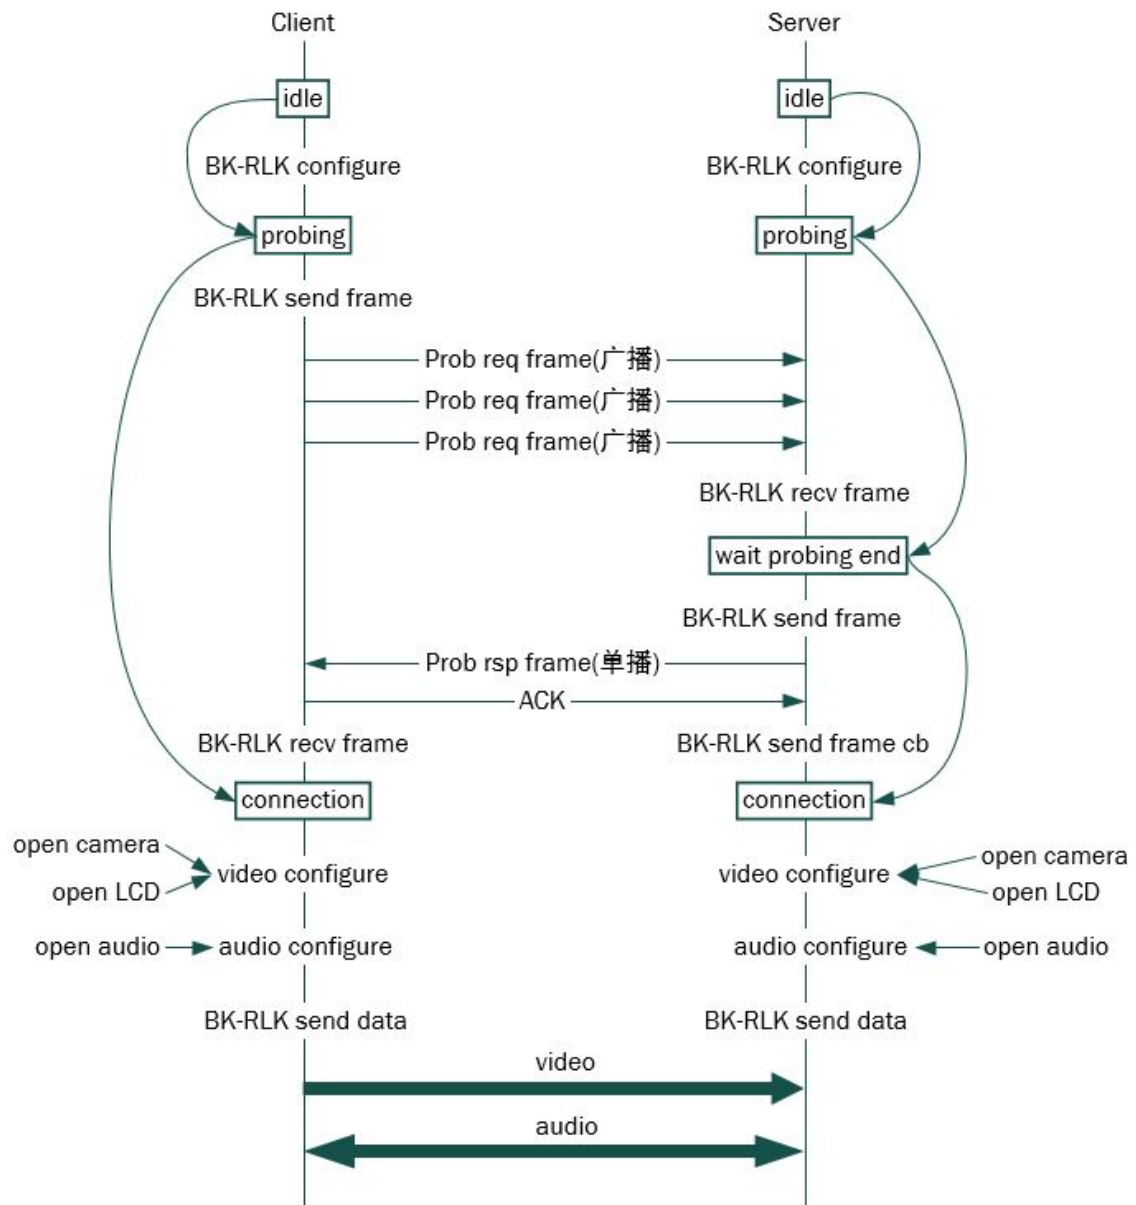 Client
Server
idle
idle
BK-RLK configure
BK-RLK configure
probing
probing
BK-RLK send frame
Prob req frame(广播)
Prob req frame(广播)
Prob req frame(广播)
BK-RLK recv frame
wait probing end
BK-RLK send frame
Prob rsp frame(单播)
ACK
BK-RLK recv frame
BK-RLK send frame cb
connection
connection
open camera
open LCD
video configure
video configure
open camera
open LCD
open audio
audio configure
audio configure
open audio
BK-RLK send data
BK-RLK send data
video
audio